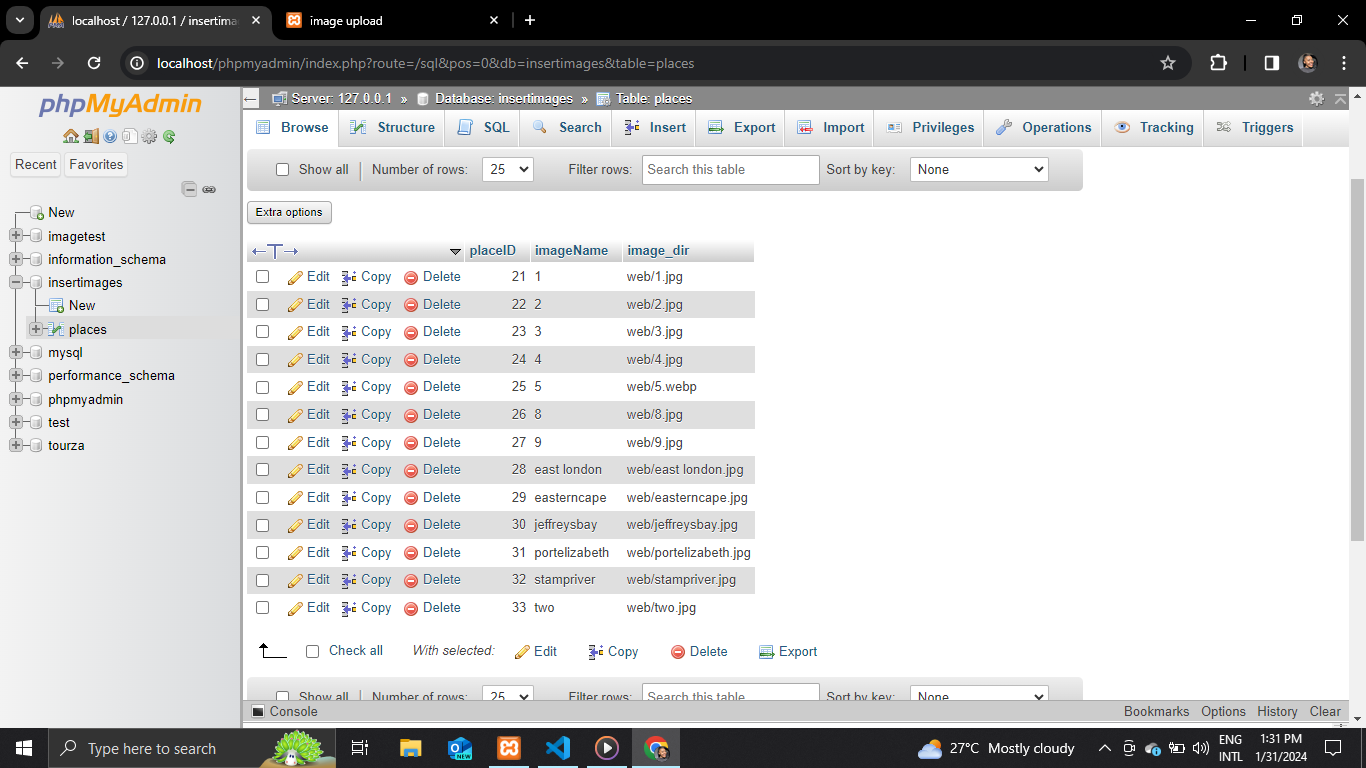 localhost / 127.0.0.1 / insertima
image upload
localhost/phpmyadmin/index.php?route=/sql&pos=0&db=insertimages&table=places
phpMyAdmin
Recent
Favorites
New
imagetest
information_schema
insertimages
New
places
mysql
performance_schema
phpmyadmin
test
tourza
Server: 127.0.0.1 » Database: insertimages » Table: places
Browse Structure SQL Search Insert Export Import Privileges Operations Tracking Triggers
Show all Number of rows: 25 Filter rows: Search this table Sort by key: None
Extra options
←T→ placeID imageName image_dir
Edit Copy Delete 21 1 web/1.jpg
Edit Copy Delete 22 2 web/2.jpg
Edit Copy Delete 23 3 web/3.jpg
Edit Copy Delete 24 4 web/4.jpg
Edit Copy Delete 25 5 web/5.webp
Edit Copy Delete 26 8 web/8.jpg
Edit Copy Delete 27 9 web/9.jpg
Edit Copy Delete 28 east london web/east london.jpg
Edit Copy Delete 29 easterncape web/easterncape.jpg
Edit Copy Delete 30 jeffreysbay web/jeffreysbay.jpg
Edit Copy Delete 31 portelizabeth web/portelizabeth.jpg
Edit Copy Delete 32 stampriver web/stampriver.jpg
Edit Copy Delete 33 two web/two.jpg
Check all With selected: Edit Copy Delete Export
Show all Number of rows: 25 Filter rows: Search this table Sort by key: None
Console Bookmarks Options History Clear
Type here to search
NEW
27°C Mostly cloudy
ENG
INTL
1:31 PM
1/31/2024